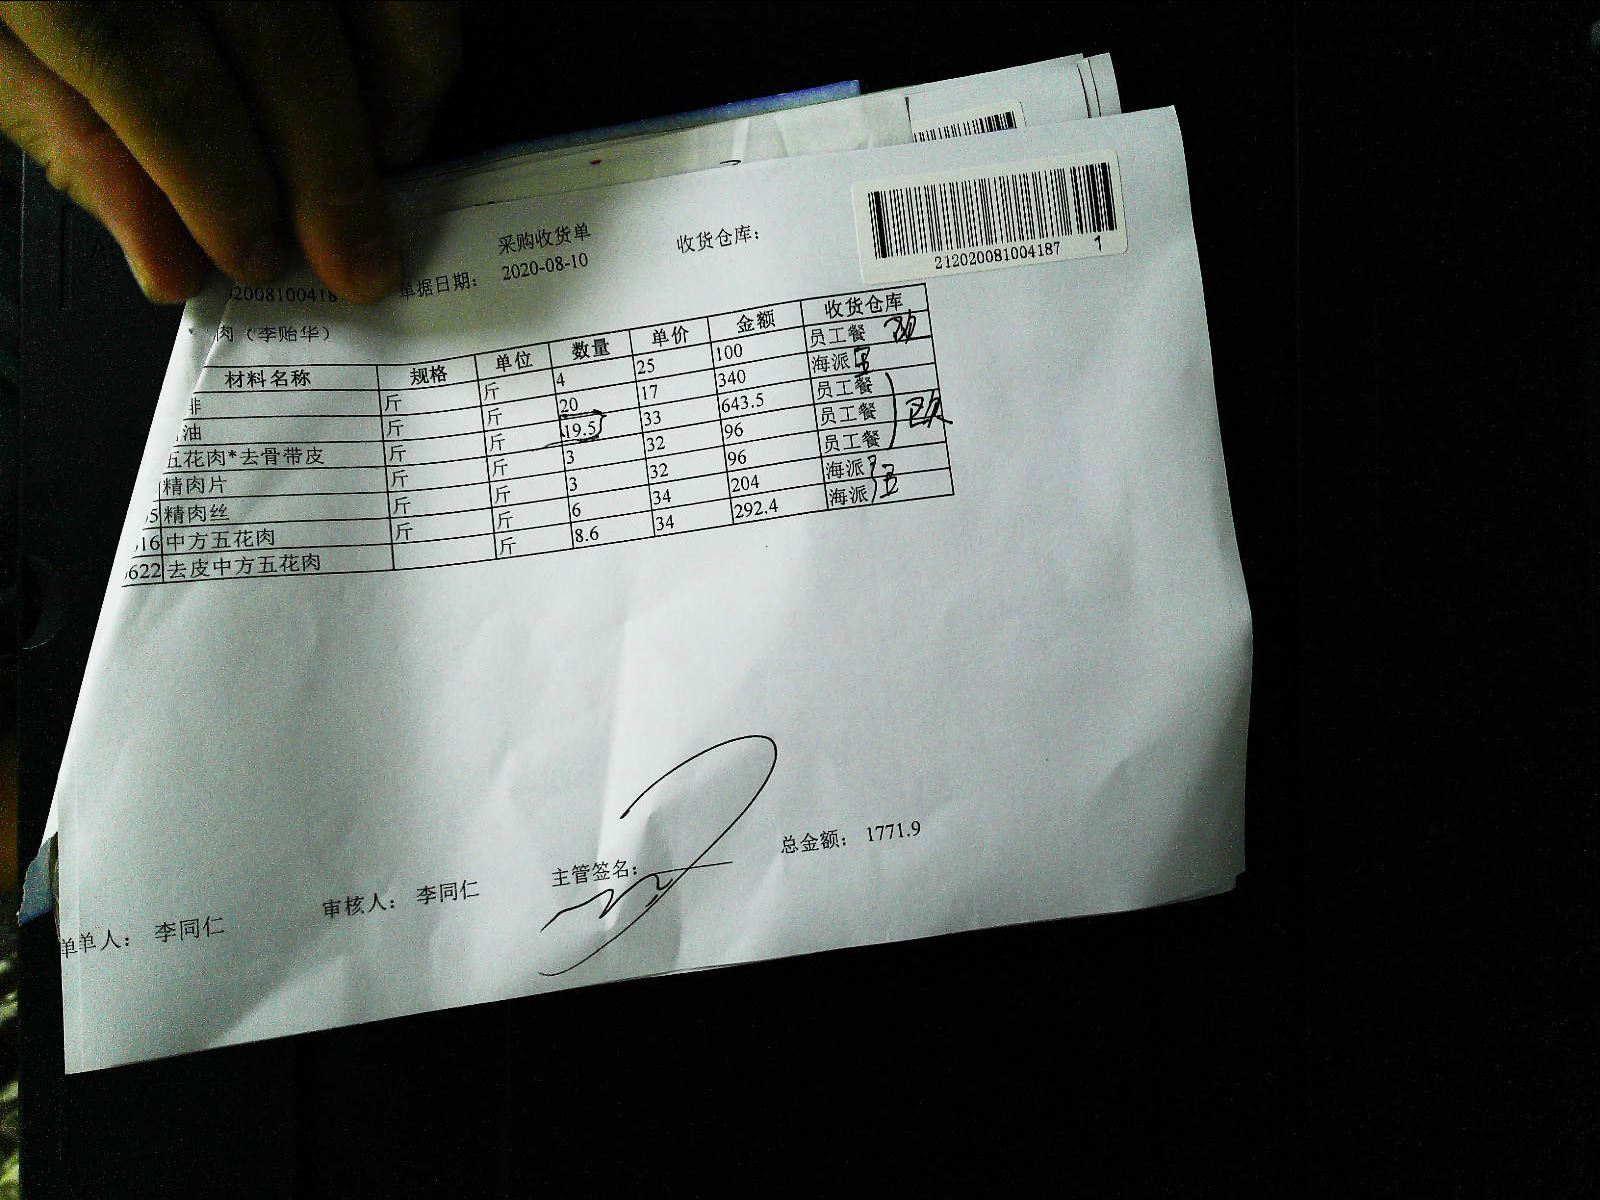 采购收货单
收货仓库：
212020081004187 1
单据日期： 2020-08-10
肉（李贻华）
材料名称 规格 单位 数量 单价 金额 收货仓库
排 斤 斤 4 25 100 员工餐
油 斤 斤 20 17 340 海派
五花肉*去骨带皮 斤 斤 19.5 33 643.5 员工餐
精肉片 斤 斤 3 32 96 员工餐
精肉丝 斤 斤 3 32 96 员工餐
16 中方五花肉 斤 斤 6 34 204 海派
622 去皮中方五花肉 斤 8.6 34 292.4 海派
单人： 李同仁 审核人： 李同仁 主管签名： 总金额： 1771.9